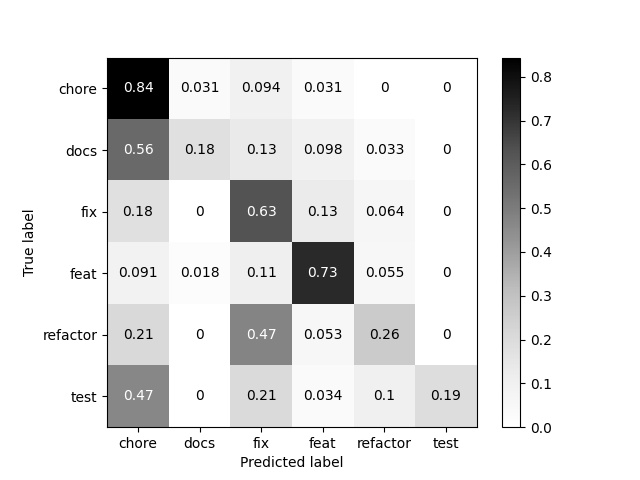 chore 0.84 0.031 0.094 0.031 0 0
docs 0.56 0.18 0.13 0.098 0.033 0
fix 0.18 0 0.63 0.13 0.064 0
feat 0.091 0.018 0.11 0.73 0.055 0
refactor 0.21 0 0.47 0.053 0.26 0
test 0.47 0 0.21 0.034 0.1 0.19
chore docs fix feat refactor test
Predicted label
True label
0.8
0.7
0.6
0.5
0.4
0.3
0.2
0.1
0.0